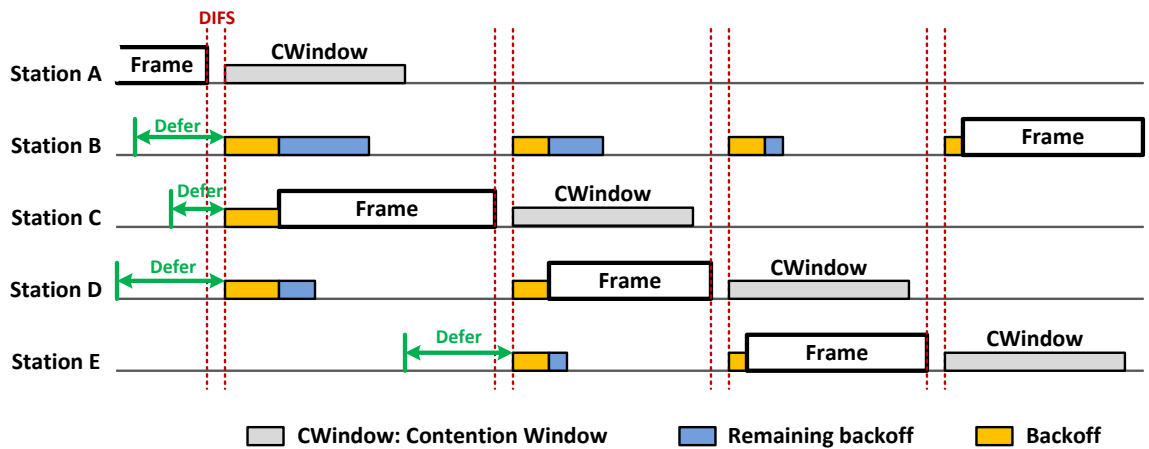 DIFS
CWindow
Station A
Frame
Station B
Defer
Frame
Station C
Defer
Frame
CWindow
Station D
Defer
Frame
CWindow
Station E
Defer
Frame
CWindow
CWindow: Contention Window
Remaining backoff
Backoff